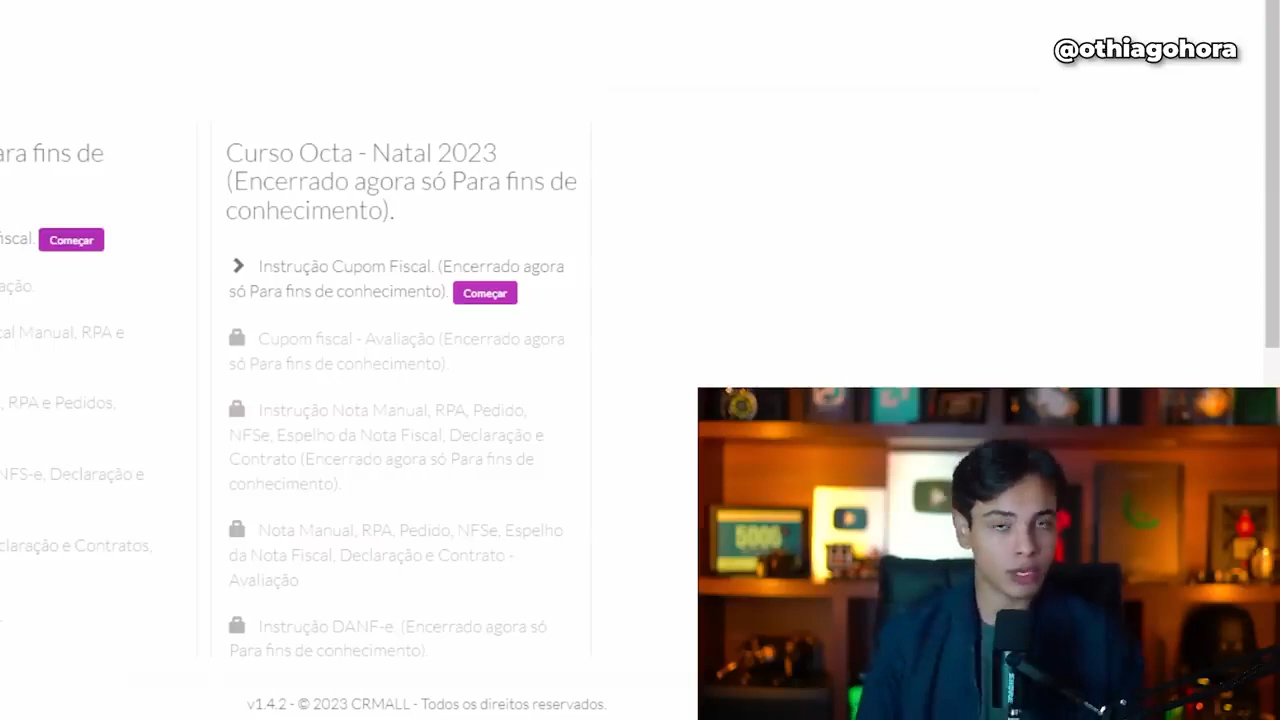 @othiagohora
ara fins de
fiscal. Começar
ação.
cal Manual, RPA e
, RPA e Pedidos,
NFS-e, Declaração e
claração e Contratos,
Curso Octa - Natal 2023
(Encerrado agora só Para fins de
conhecimento).
Instrução Cupom Fiscal. (Encerrado agora
só Para fins de conhecimento). Começar
Cupom fiscal - Avaliação (Encerrado agora
só Para fins de conhecimento).
Instrução Nota Manual, RPA, Pedido,
NFSe, Espelho da Nota Fiscal, Declaração e
Contrato (Encerrado agora só Para fins de
conhecimento).
Nota Manual, RPA, Pedido, NFSe, Espelho
da Nota Fiscal, Declaração e Contrato -
Avaliação
Instrução DANF-e (Encerrado agora só
Para fins de conhecimento).
v1.4.2 - © 2023 CRMALL - Todos os direitos reservados.
5000